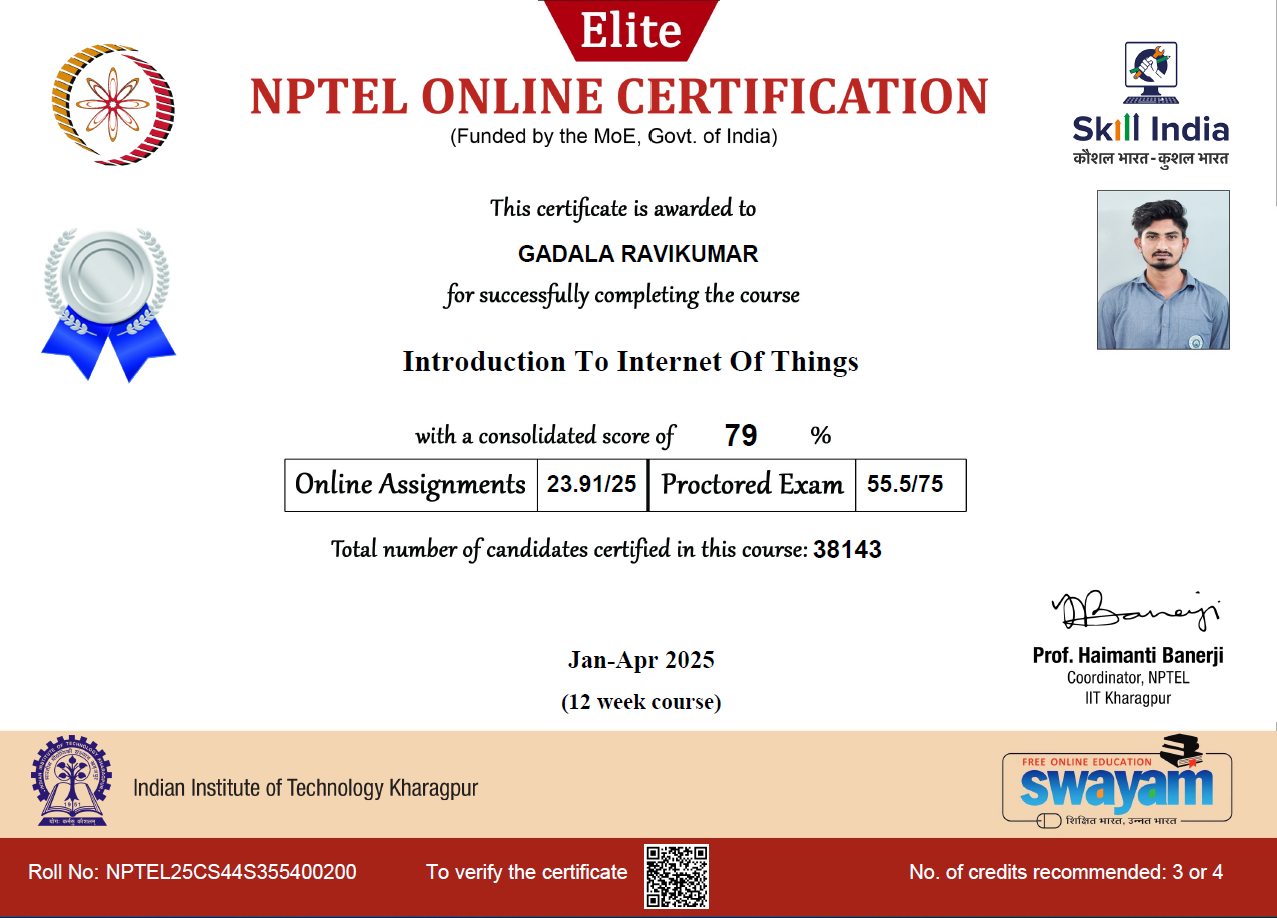 Elite
NPTEL ONLINE CERTIFICATION
(Funded by the MoE, Govt. of India)
Skill India
कौशल भारत - कुशल भारत
This certificate is awarded to
GADALA RAVIKUMAR
for successfully completing the course
Introduction To Internet Of Things
with a consolidated score of 79 %
Online Assignments 23.91/25 Proctored Exam 55.5/75
Total number of candidates certified in this course: 38143
Prof. Haimanti Banerji
Coordinator, NPTEL
IIT Kharagpur
Jan-Apr 2025
(12 week course)
Indian Institute of Technology Kharagpur
FREE ONLINE EDUCATION
swayam
शिक्षित भारत, उन्नत भारत
Roll No: NPTEL25CS44S355400200
To verify the certificate
No. of credits recommended: 3 or 4